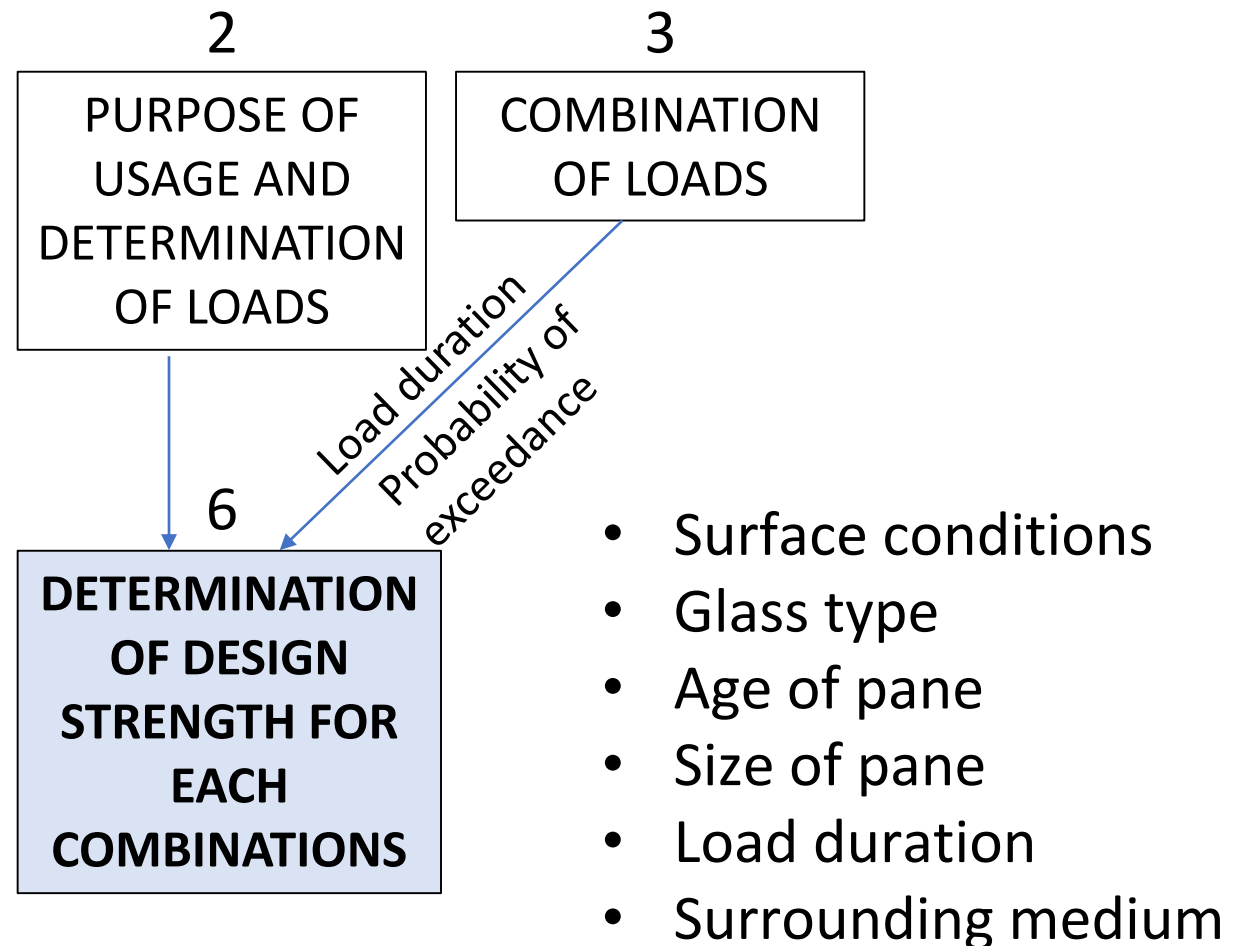 2
PURPOSE OF
USAGE AND
DETERMINATION
OF LOADS
3
COMBINATION
OF LOADS
Load duration
Probability of
exceedance
6
DETERMINATION
OF DESIGN
STRENGTH FOR
EACH
COMBINATIONS
• Surface conditions
• Glass type
• Age of pane
• Size of pane
• Load duration
• Surrounding medium